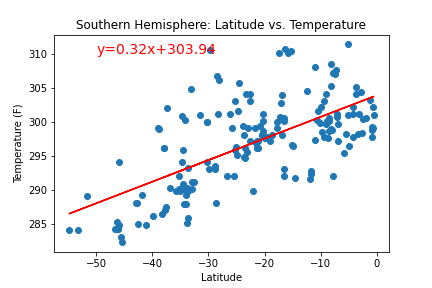 Southern Hemisphere: Latitude vs. Temperature
y=0.32x+303.94
310
305
300
295
290
285
Temperature (F)
−50 −40 −30 −20 −10 0
Latitude